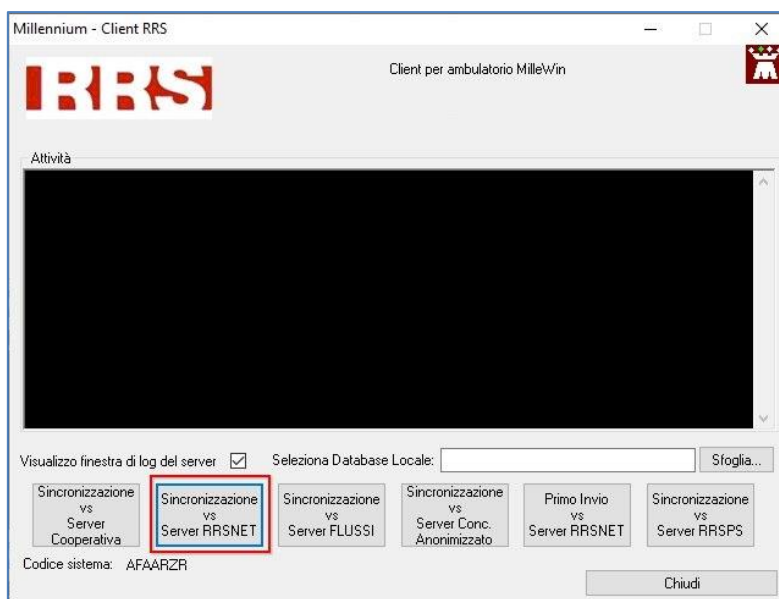 Millennium - Client RRS
RRS
Client per ambulatorio MilleWin
Attività
Visualizzo finestra di log del server
Seleziona Database Locale:
Sfoglia...
Sincronizzazione
vs
Server
Cooperativa
Sincronizzazione
vs
Server RRSNET
Sincronizzazione
vs
Server FLUSSI
Sincronizzazione
vs
Server Conc.
Anonimizzato
Primo Invio
vs
Server RRSNET
Sincronizzazione
vs
Server RRSPS
Codice sistema: AFAARZR
Chiudi